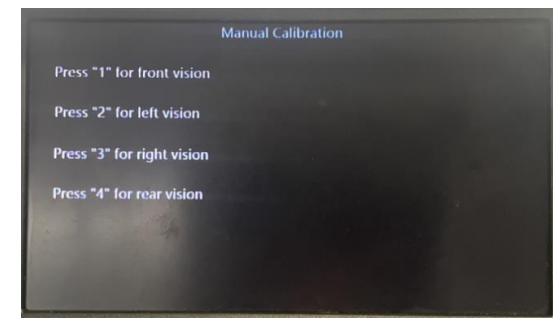 Manual Calibration
Press "1" for front vision
Press "2" for left vision
Press "3" for right vision
Press "4" for rear vision